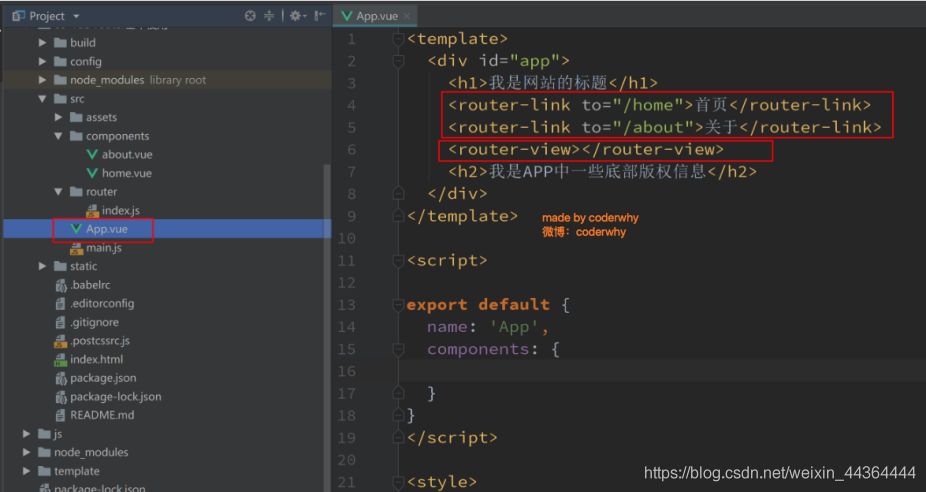 Project
App.vue
build
config
node_modules library root
src
assets
components
about.vue
home.vue
router
index.js
App.vue
main.js
static
.babelrc
.editorconfig
.gitignore
.postcssrc.js
index.html
package.json
package-lock.json
README.md
js
node_modules
template
package-lock.json
1 <template>
2 <div id="app">
3 <h1>我是网站的标题</h1>
4 <router-link to="/home">首页</router-link>
5 <router-link to="/about">关于</router-link>
6 <router-view></router-view>
7 <h2>我是APP中一些底部版权信息</h2>
8 </div>
9 </template>
made by coderwhy
微博：coderwhy
10
11 <script>
12
13 export default {
14 name: 'App',
15 components: {
16
17 }
18 }
19 </script>
20
21 <style>
https://blog.csdn.net/weixin_44364444